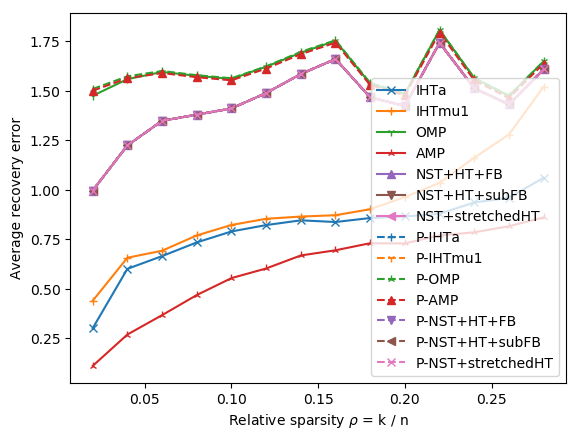 1.75
1.50
1.25
1.00
0.75
0.50
0.25
Average recovery error
IHTa
IHTmu1
OMP
AMP
NST+HT+FB
NST+HT+subFB
NST+stretchedHT
P-IHTa
P-IHTmu1
P-OMP
P-AMP
P-NST+HT+FB
P-NST+HT+subFB
P-NST+stretchedHT
0.05 0.10 0.15 0.20 0.25
Relative sparsity ρ = k / n